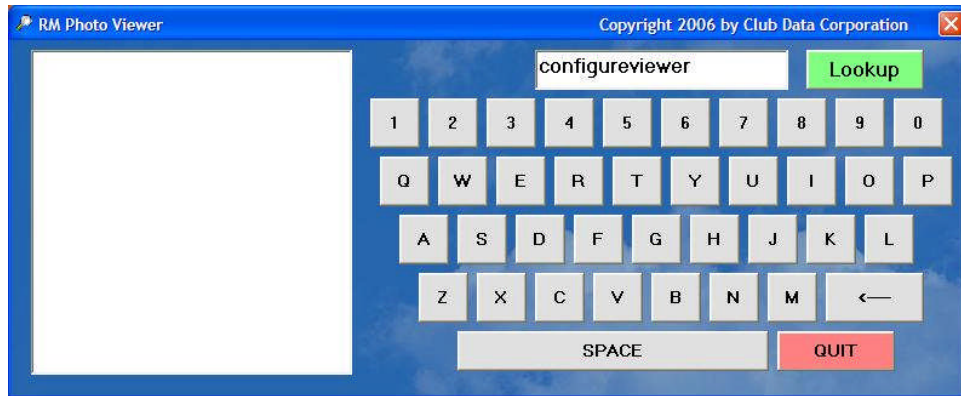 RM Photo Viewer Copyright 2006 by Club Data Corporation
configureviewer Lookup
1 2 3 4 5 6 7 8 9 0
Q W E R T Y U I O P
A S D F G H J K L
Z X C V B N M <—
SPACE QUIT